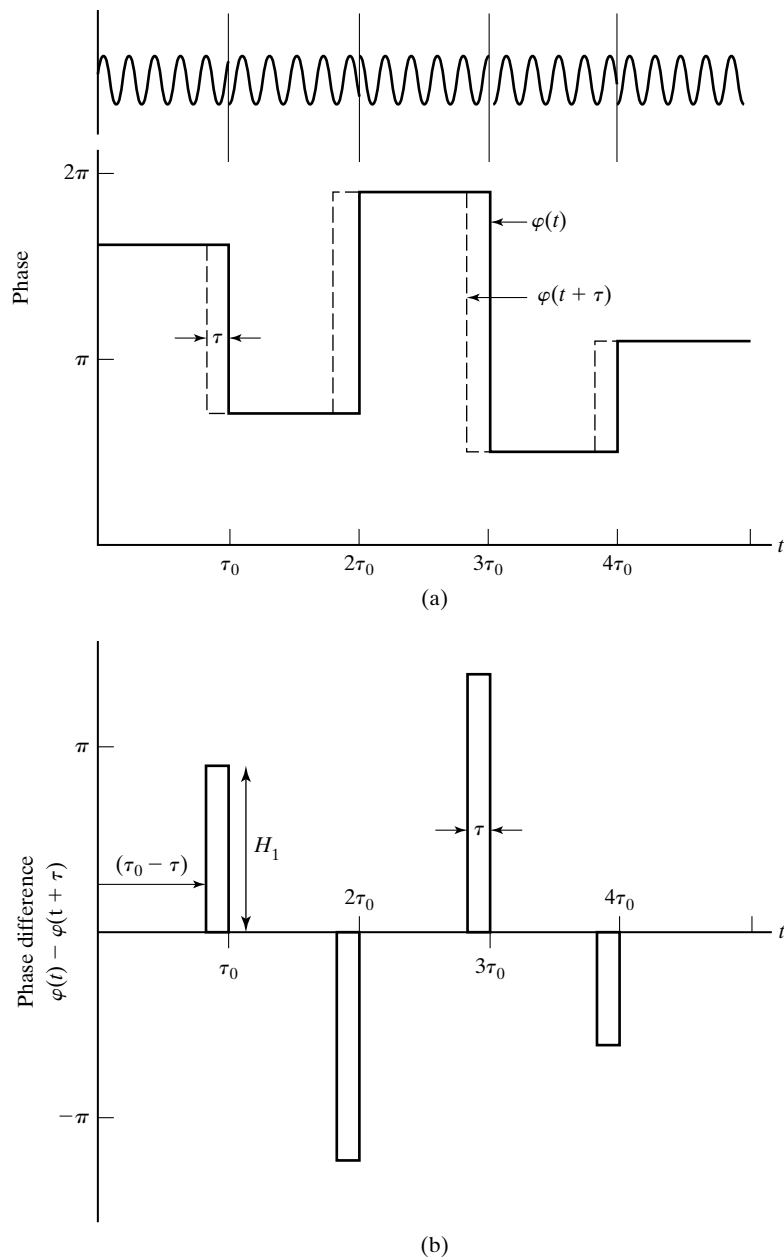 2π
φ(t)
Phase
φ(t + τ)
τ
π
t
τ₀
2τ₀
3τ₀
4τ₀
(a)
π
τ
H₁
(τ₀ − τ)
2τ₀
4τ₀
t
Phase difference
φ(t) − φ(t + τ)
τ₀
3τ₀
−π
(b)